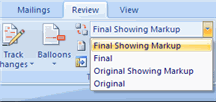 Mailings Review View
Track Changes
Balloons
Final Showing Markup
Final Showing Markup
Final
Original Showing Markup
Original